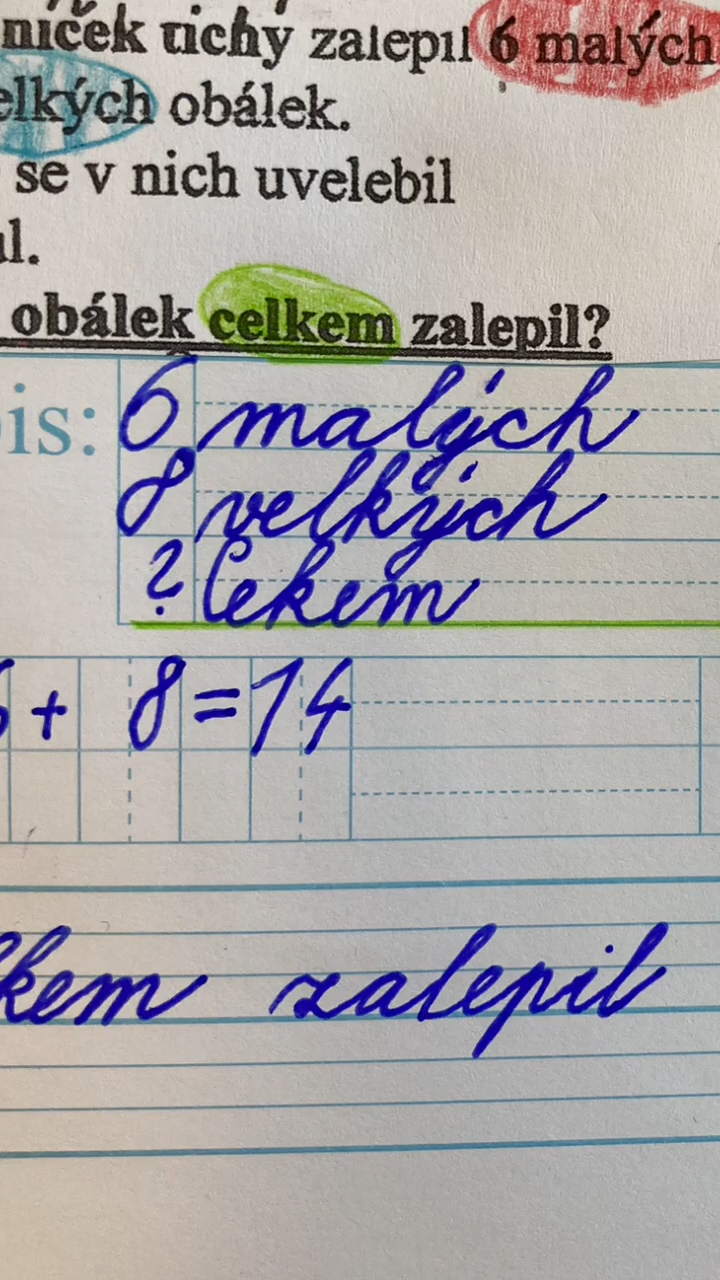 níček tichý zalepil 6 malých
elkých obálek.
se v nich uvelebil
l.
obálek celkem zalepil?
is: 6 malých
8 velkých
? Cekem
6 + 8 = 14
kem zalepil